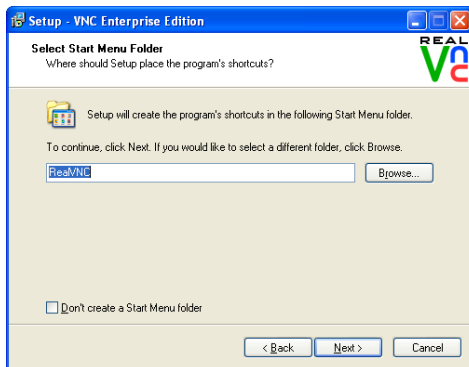 Setup - VNC Enterprise Edition
Select Start Menu Folder
Where should Setup place the program's shortcuts?
REAL
Vnc
Setup will create the program's shortcuts in the following Start Menu folder.
To continue, click Next. If you would like to select a different folder, click Browse.
RealVNC
Browse...
Don't create a Start Menu folder
< Back
Next >
Cancel